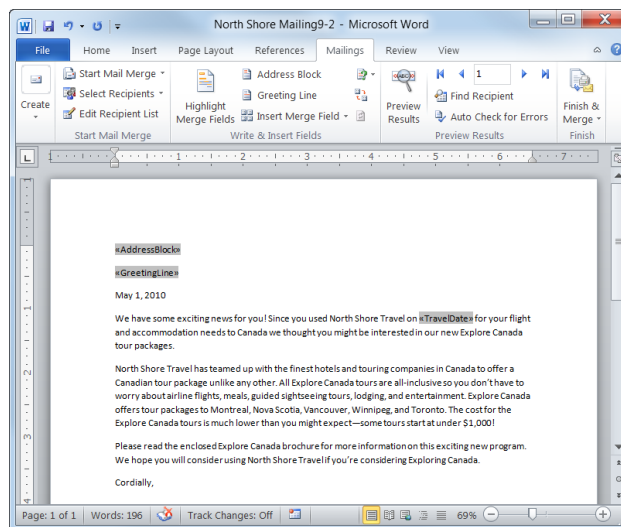 North Shore Mailing9-2 - Microsoft Word
File Home Insert Page Layout References Mailings Review View
Create
Start Mail Merge
Select Recipients
Edit Recipient List
Start Mail Merge
Highlight
Merge Fields
Address Block
Greeting Line
Insert Merge Field
Write & Insert Fields
Preview
Results
1
Find Recipient
Auto Check for Errors
Preview Results
Finish &
Merge
Finish
1 1 2 3 4 5 6 7
«AddressBlock»
«GreetingLine»
May 1, 2010
We have some exciting news for you! Since you used North Shore Travel on «TravelDate» for your flight
and accommodation needs to Canada we thought you might be interested in our new Explore Canada
tour packages.
North Shore Travel has teamed up with the finest hotels and touring companies in Canada to offer a
Canadian tour package unlike any other. All Explore Canada tours are all-inclusive so you don't have to
worry about airline flights, meals, guided sightseeing tours, lodging, and entertainment. Explore Canada
offers tour packages to Montreal, Nova Scotia, Vancouver, Winnipeg, and Toronto. The cost for the
Explore Canada tours is much lower than you might expect—some tours start at under $1,000!
Please read the enclosed Explore Canada brochure for more information on this exciting new program.
We hope you will consider using North Shore Travel if you're considering Exploring Canada.
Cordially,
Page: 1 of 1 Words: 196 Track Changes: Off 69%